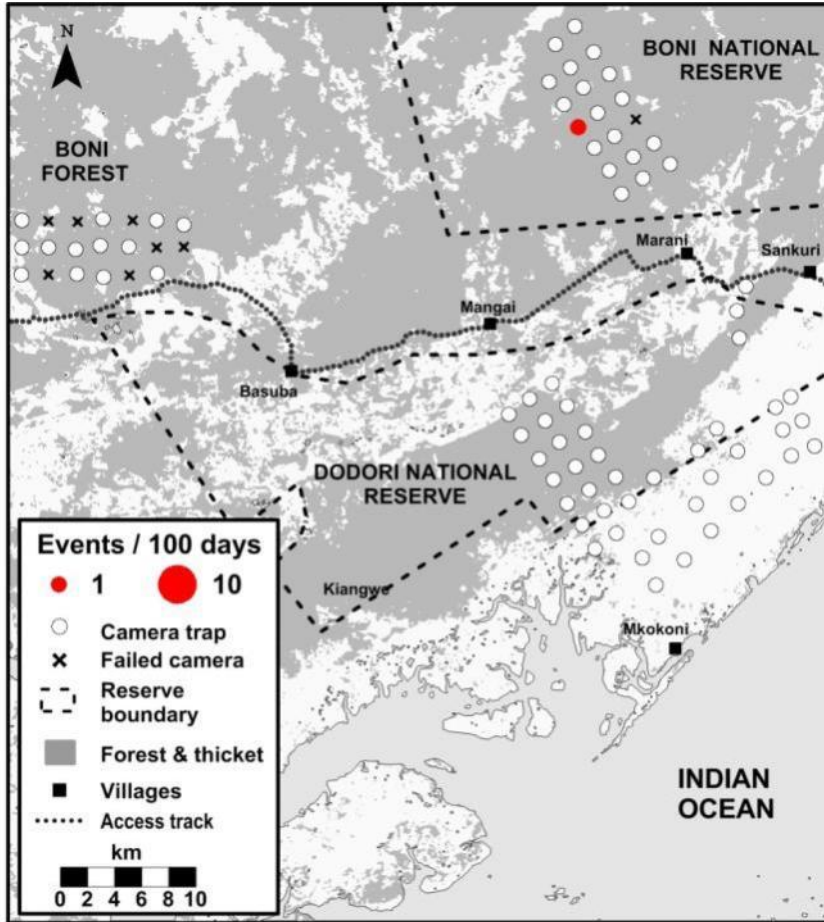 N
BONI NATIONAL
RESERVE
BONI
FOREST
Marani
Sankuri
Mangai
Basuba
DODORI NATIONAL
RESERVE
Kiangwe
Mkokoni
INDIAN
OCEAN
Events / 100 days
1 10
Camera trap
Failed camera
Reserve
boundary
Forest & thicket
Villages
Access track
km
0 2 4 6 8 10